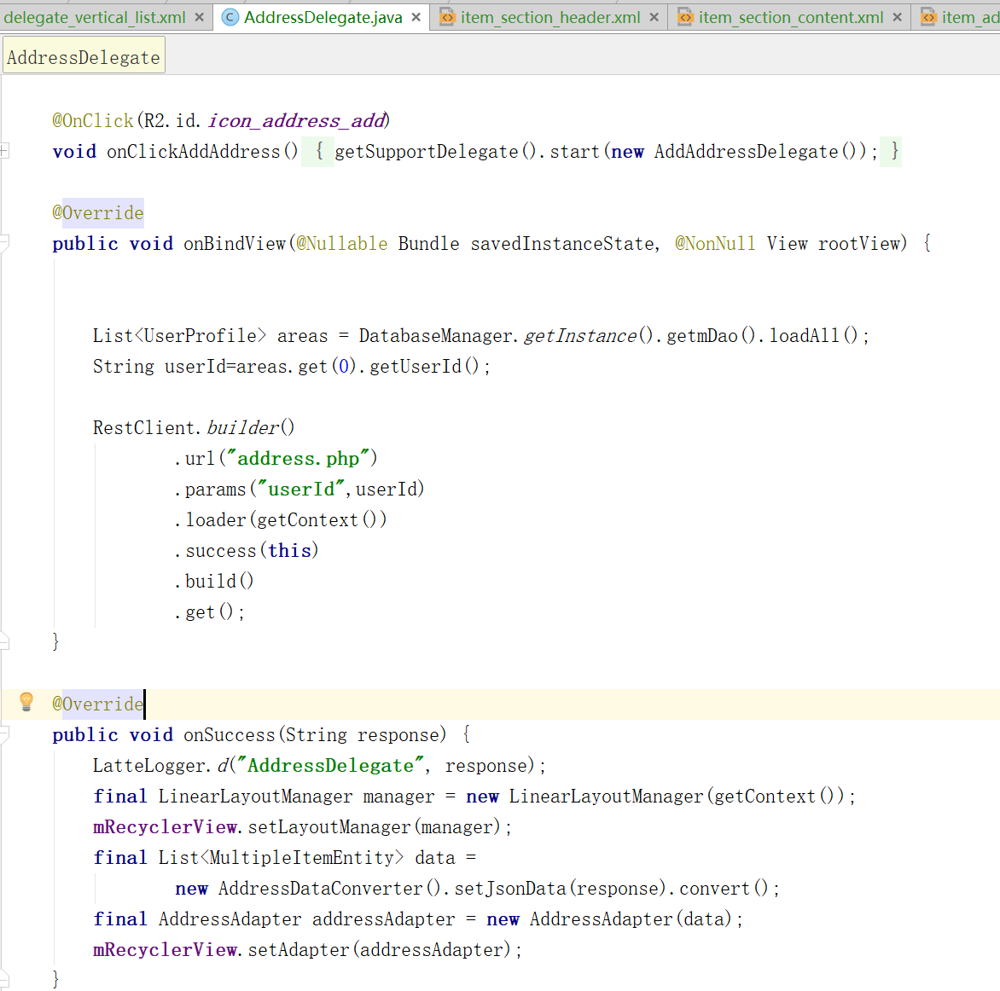 delegate_vertical_list.xml × AddressDelegate.java × item_section_header.xml × item_section_content.xml × item_ad
AddressDelegate
@OnClick(R2.id.icon_address_add)
void onClickAddAddress() { getSupportDelegate().start(new AddAddressDelegate()); }
@Override
public void onBindView(@Nullable Bundle savedInstanceState, @NonNull View rootView) {
List<UserProfile> areas = DatabaseManager.getInstance().getmDao().loadAll();
String userId=areas.get(0).getUserId();
RestClient.builder()
.url("address.php")
.params("userId",userId)
.loader(getContext())
.success(this)
.build()
.get();
}
@Override
public void onSuccess(String response) {
LatteLogger.d("AddressDelegate", response);
final LinearLayoutManager manager = new LinearLayoutManager(getContext());
mRecyclerView.setLayoutManager(manager);
final List<MultipleItemEntity> data =
new AddressDataConverter().setJsonData(response).convert();
final AddressAdapter addressAdapter = new AddressAdapter(data);
mRecyclerView.setAdapter(addressAdapter);
}